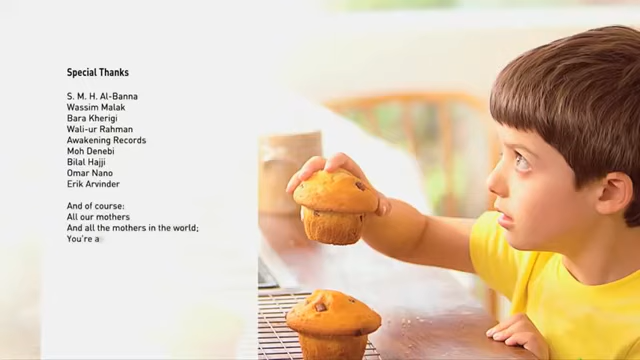 Special Thanks
S. M. H. Al-Banna
Wassim Malak
Bara Kherigi
Wali-ur Rahman
Awakening Records
Moh Denebi
Bilal Hajji
Omar Nano
Erik Arvinder
And of course:
All our mothers
And all the mothers in the world;
You're a